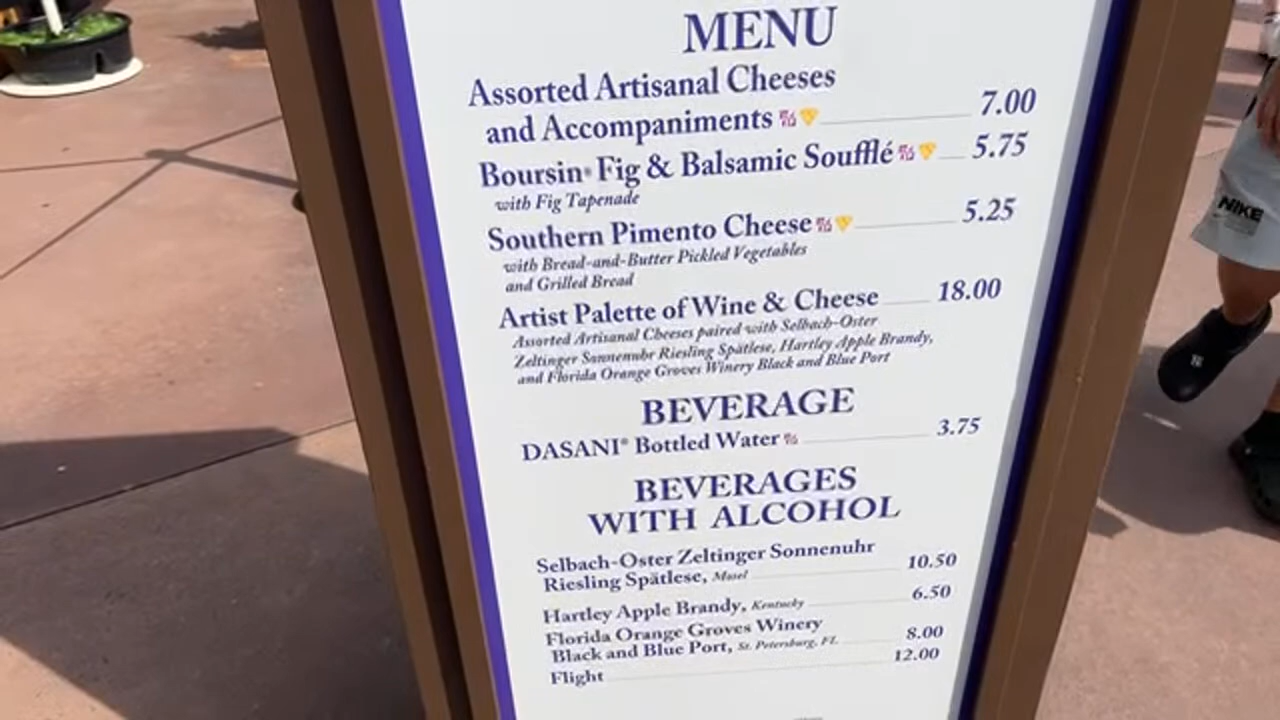 MENU
Assorted Artisanal Cheeses
and Accompaniments 7.00
Boursin® Fig & Balsamic Soufflé 5.75
with Fig Tapenade
Southern Pimento Cheese 5.25
with Bread-and-Butter Pickled Vegetables
and Grilled Bread
Artist Palette of Wine & Cheese 18.00
Assorted Artisanal Cheeses paired with Selbach-Oster
Zeltinger Sonnenuhr Riesling Spätlese, Hartley Apple Brandy,
and Florida Orange Groves Winery Black and Blue Port
BEVERAGE
DASANI® Bottled Water 3.75
BEVERAGES
WITH ALCOHOL
Selbach-Oster Zeltinger Sonnenuhr
Riesling Spätlese, Mosel 10.50
Hartley Apple Brandy, Kentucky 6.50
Florida Orange Groves Winery
Black and Blue Port, St. Petersburg, FL 8.00
Flight 12.00
NIKE